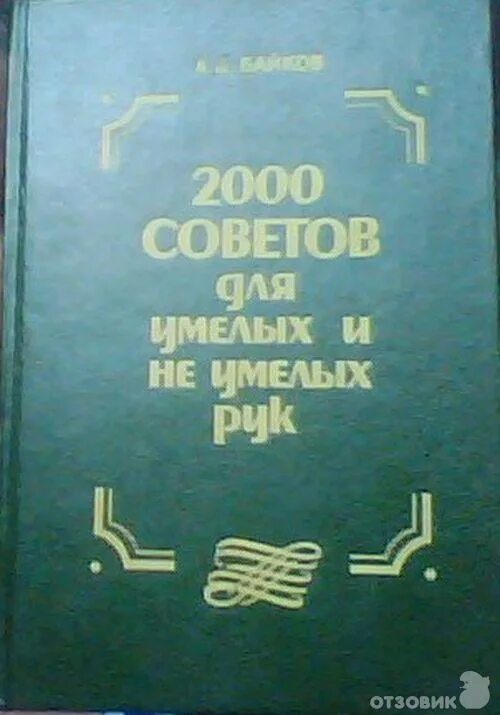 БАЙКОВ
2000
СОВЕТОВ
для
умелых и
не умелых
рук
ОТЗОВИК